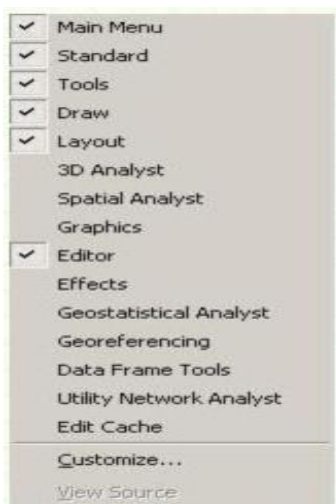 Main Menu
Standard
Tools
Draw
Layout
3D Analyst
Spatial Analyst
Graphics
Editor
Effects
Geostatistical Analyst
Georeferencing
Data Frame Tools
Utility Network Analyst
Edit Cache
Customize...
View Source